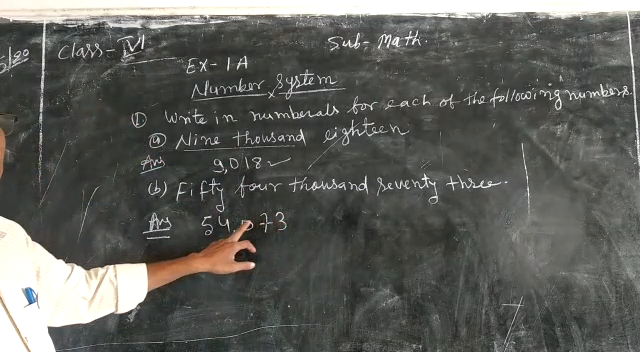 Class-VI
Sub- Math.
Ex-1A
Number System
① Write in numerals for each of the following numbers.
(a) Nine thousand eighteen
Ans 9,018
(b) Fifty four thousand seventy three.
Ans 54,073